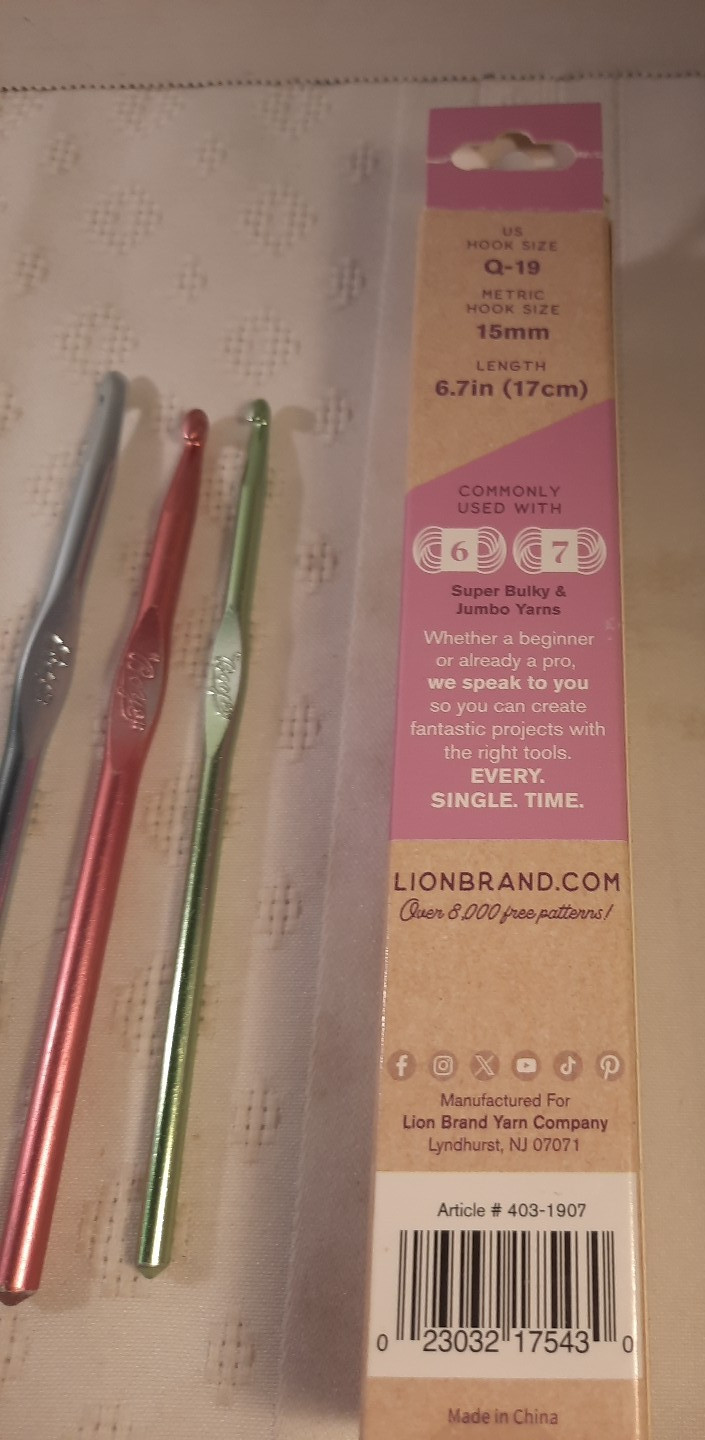 US
HOOK SIZE
Q-19
METRIC
HOOK SIZE
15mm
LENGTH
6.7in (17cm)
COMMONLY
USED WITH
6 7
Super Bulky &
Jumbo Yarns
Whether a beginner
or already a pro,
we speak to you
so you can create
fantastic projects with
the right tools.
EVERY.
SINGLE. TIME.
LIONBRAND.COM
Over 8,000 free patterns!
Manufactured For
Lion Brand Yarn Company
Lyndhurst, NJ 07071
Article # 403-1907
0 23032 17543 0
Made in China